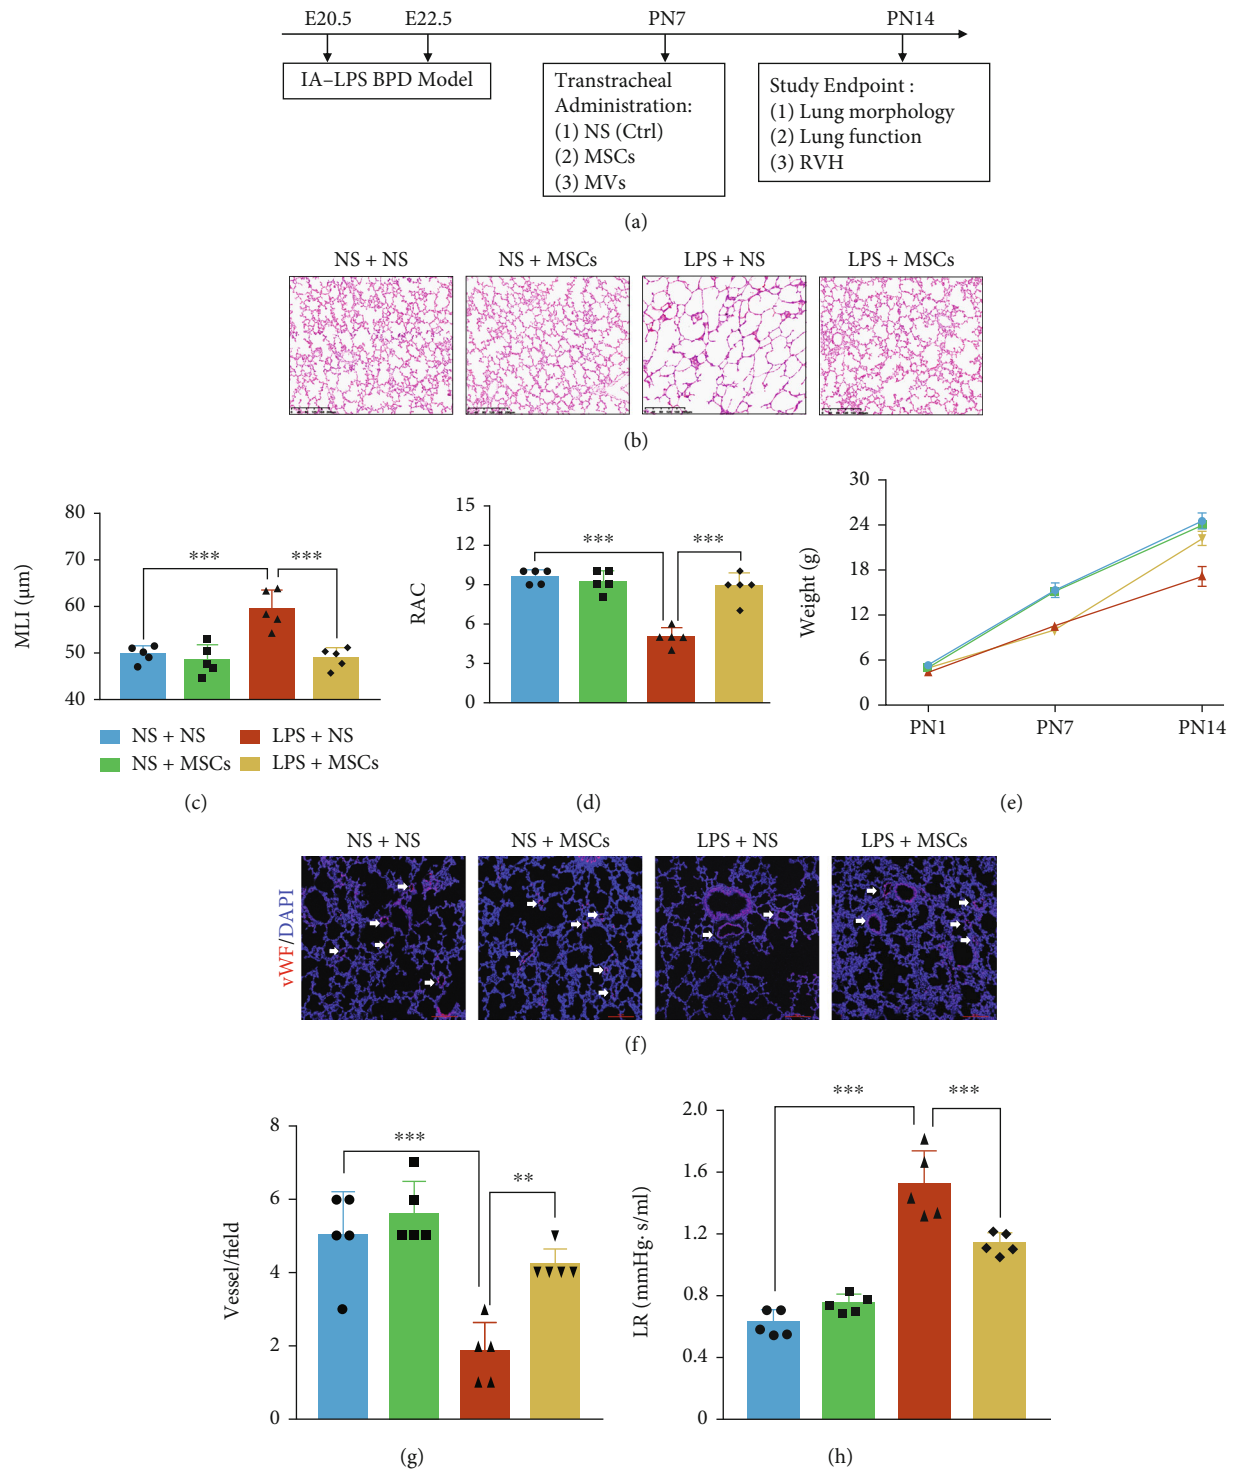 E20.5 E22.5 PN7 PN14
IA–LPS BPD Model
Transtracheal
Administration:
(1) NS (Ctrl)
(2) MSCs
(3) MVs
Study Endpoint :
(1) Lung morphology
(2) Lung function
(3) RVH
(a)
NS + NS NS + MSCs LPS + NS LPS + MSCs
(b)
MLI (μm)
80
70
60
50
40
*** ***
NS + NS LPS + NS
NS + MSCs LPS + MSCs
(c)
RAC
15
12
9
6
3
0
*** ***
(d)
Weight (g)
30
24
18
12
6
0
PN1 PN7 PN14
(e)
NS + NS NS + MSCs LPS + NS LPS + MSCs
vWF/DAPI
(f)
Vessel/field
8
6
4
2
0
*** **
(g)
LR (mmHg· s/ml)
2.0
1.6
1.2
0.8
0.4
0
*** ***
(h)